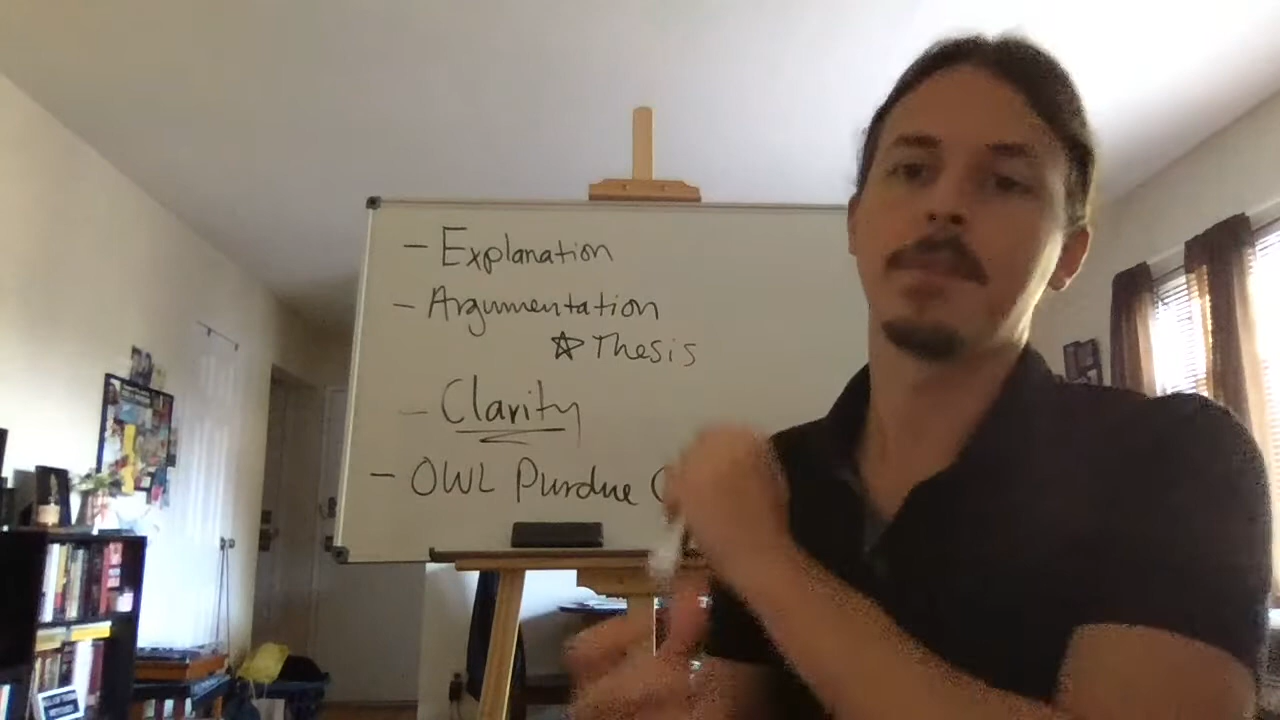 - Explanation
- Argumentation
☆ Thesis
- Clarity
- OWL Purdue